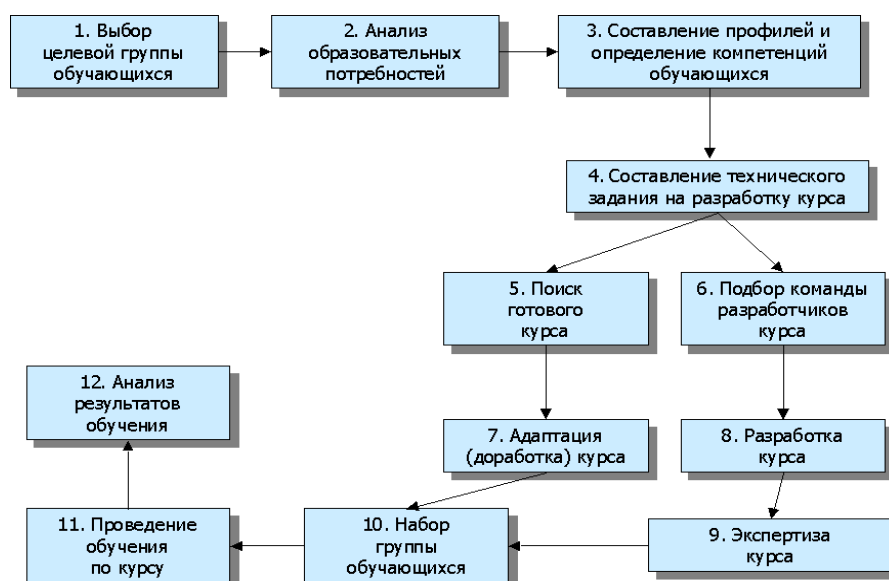 1. Выбор
целевой группы
обучающихся
2. Анализ
образовательных
потребностей
3. Составление профилей и
определение компетенций
обучающихся
4. Составление технического
задания на разработку курса
5. Поиск
готового
курса
6. Подбор команды
разработчиков
курса
12. Анализ
результатов
обучения
7. Адаптация
(доработка) курса
8. Разработка
курса
11. Проведение
обучения
по курсу
10. Набор
группы
обучающихся
9. Экспертиза
курса